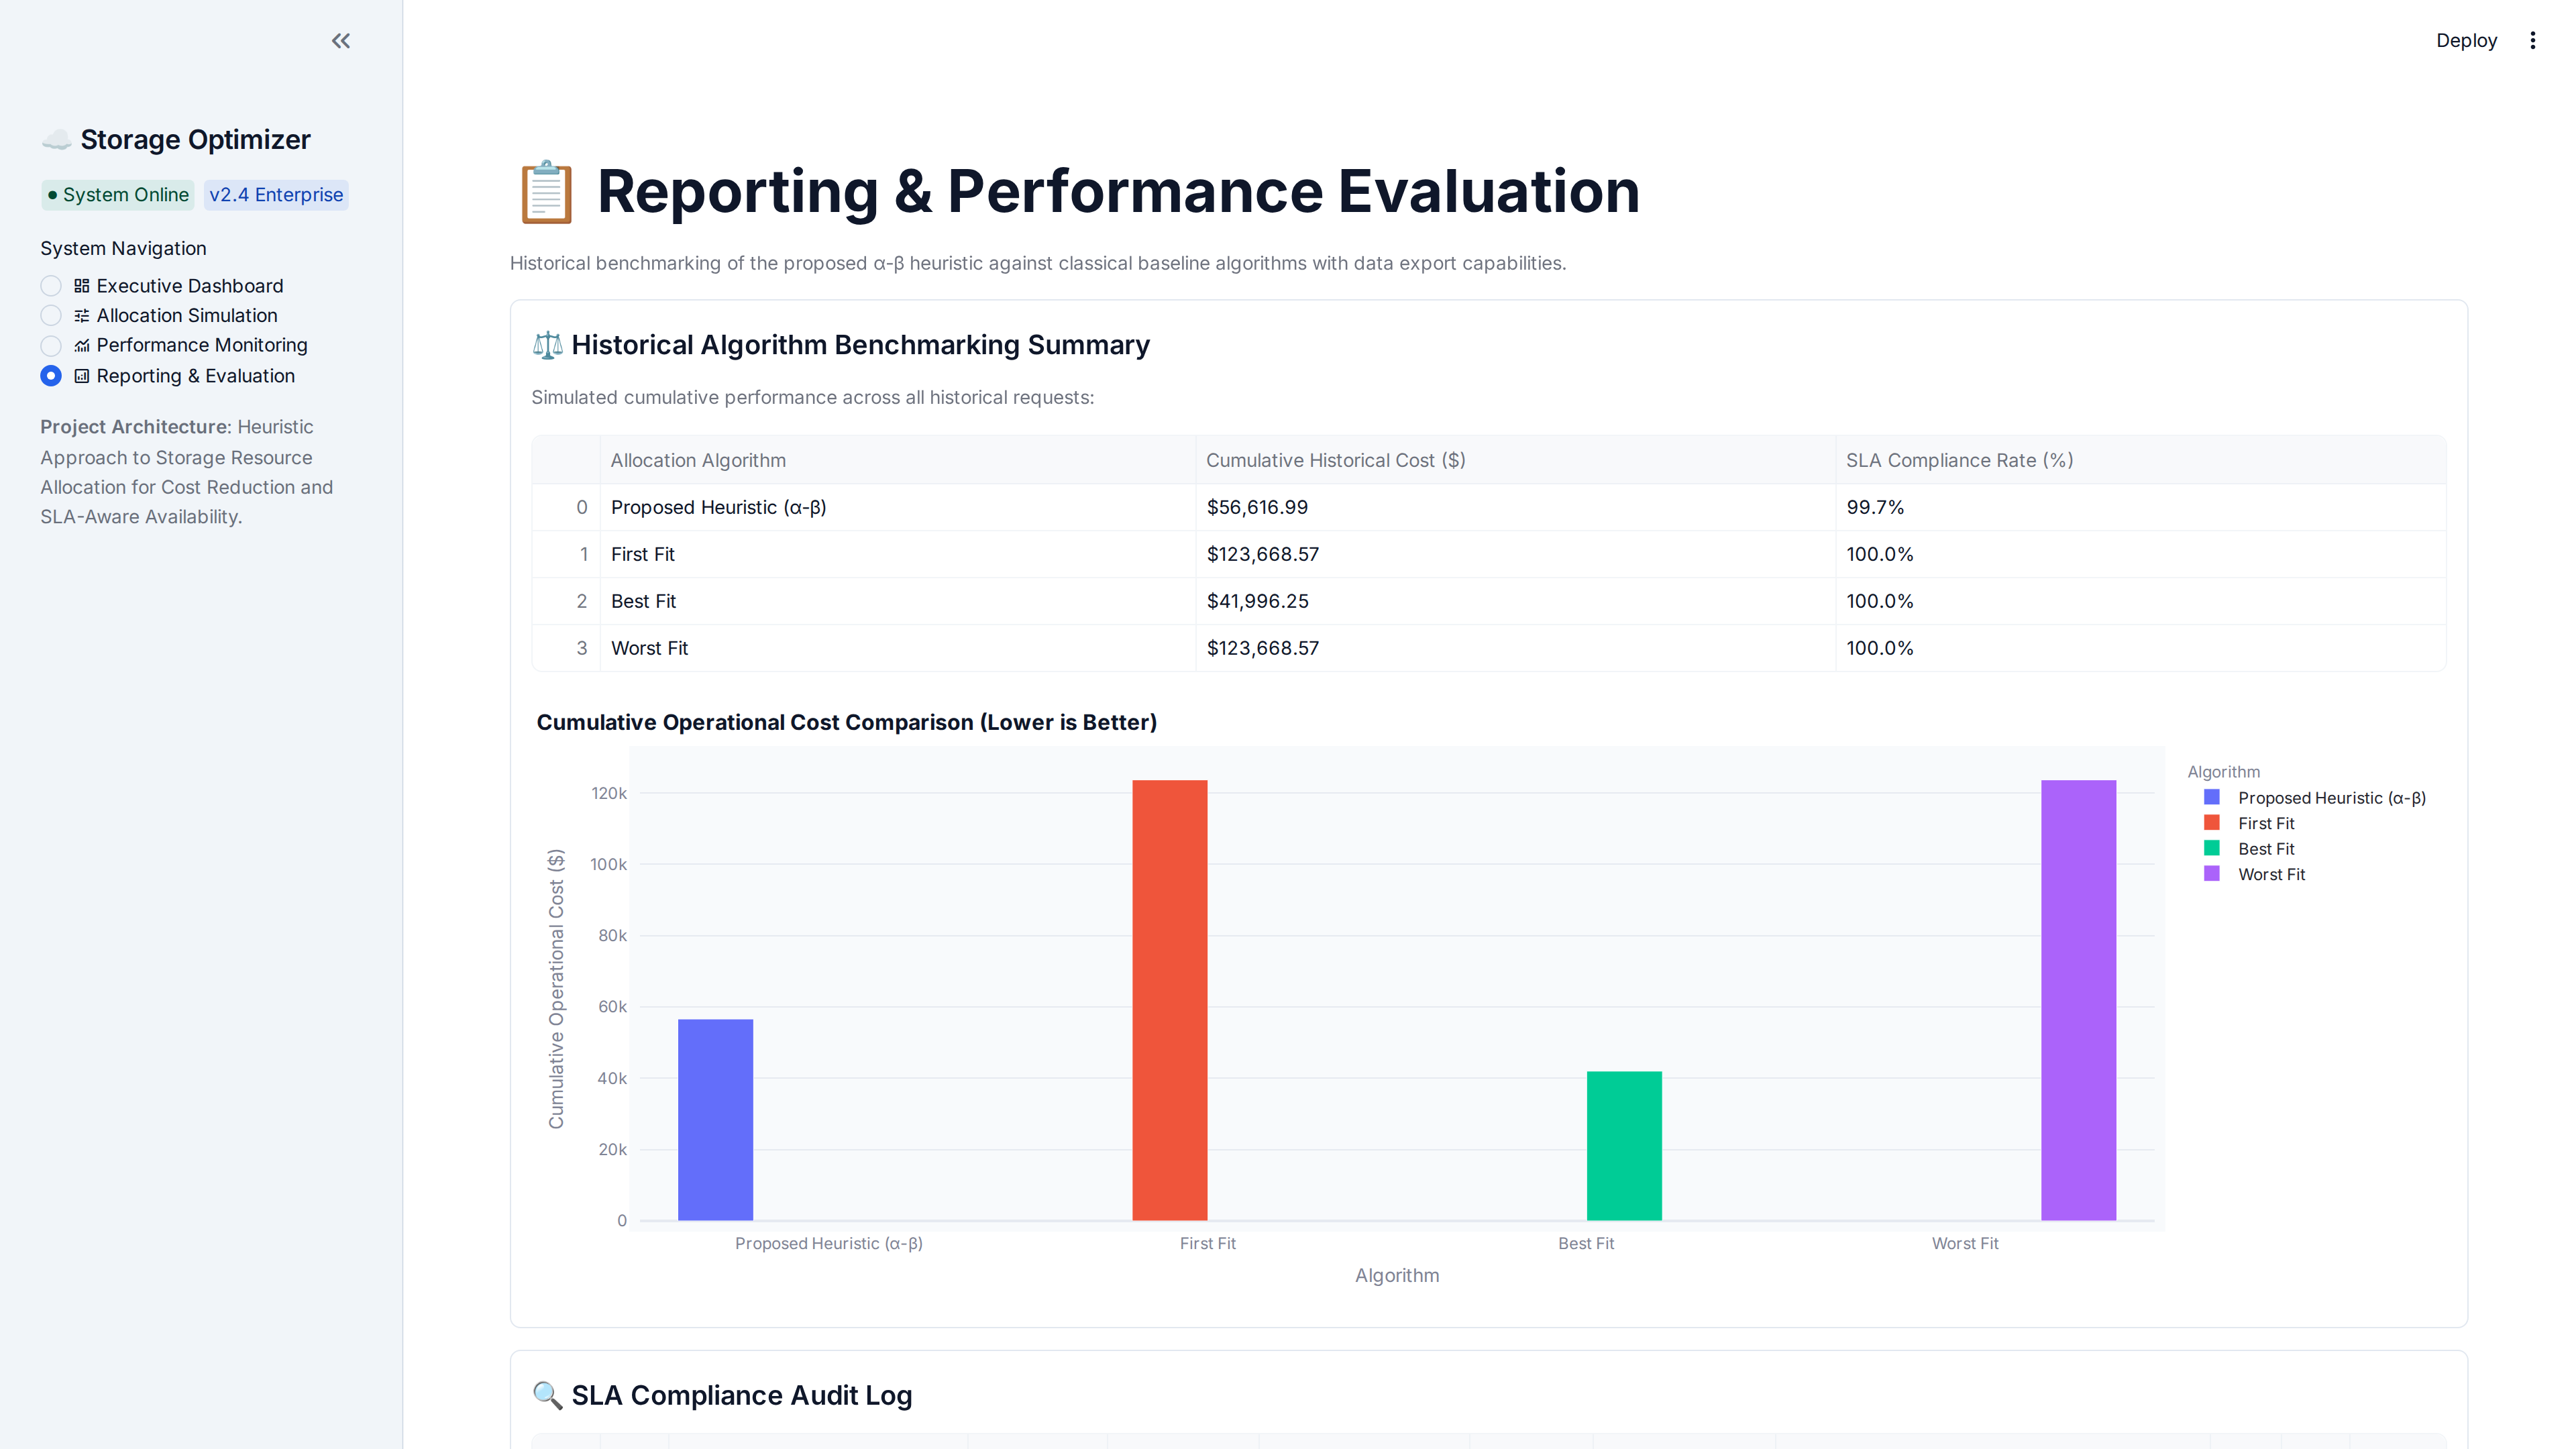 Deploy
☁️ Storage Optimizer
● System Online v2.4 Enterprise
System Navigation
Executive Dashboard
Allocation Simulation
Performance Monitoring
Reporting & Evaluation
Project Architecture: Heuristic
Approach to Storage Resource
Allocation for Cost Reduction and
SLA-Aware Availability.
📋 Reporting & Performance Evaluation
Historical benchmarking of the proposed α-β heuristic against classical baseline algorithms with data export capabilities.
⚖️ Historical Algorithm Benchmarking Summary
Simulated cumulative performance across all historical requests:
Allocation Algorithm Cumulative Historical Cost ($) SLA Compliance Rate (%)
0 Proposed Heuristic (α-β) $56,616.99 99.7%
1 First Fit $123,668.57 100.0%
2 Best Fit $41,996.25 100.0%
3 Worst Fit $123,668.57 100.0%
Cumulative Operational Cost Comparison (Lower is Better)
Cumulative Operational Cost ($)
120k
100k
80k
60k
40k
20k
0
Proposed Heuristic (α-β) First Fit Best Fit Worst Fit
Algorithm
Algorithm
Proposed Heuristic (α-β)
First Fit
Best Fit
Worst Fit
🔍 SLA Compliance Audit Log